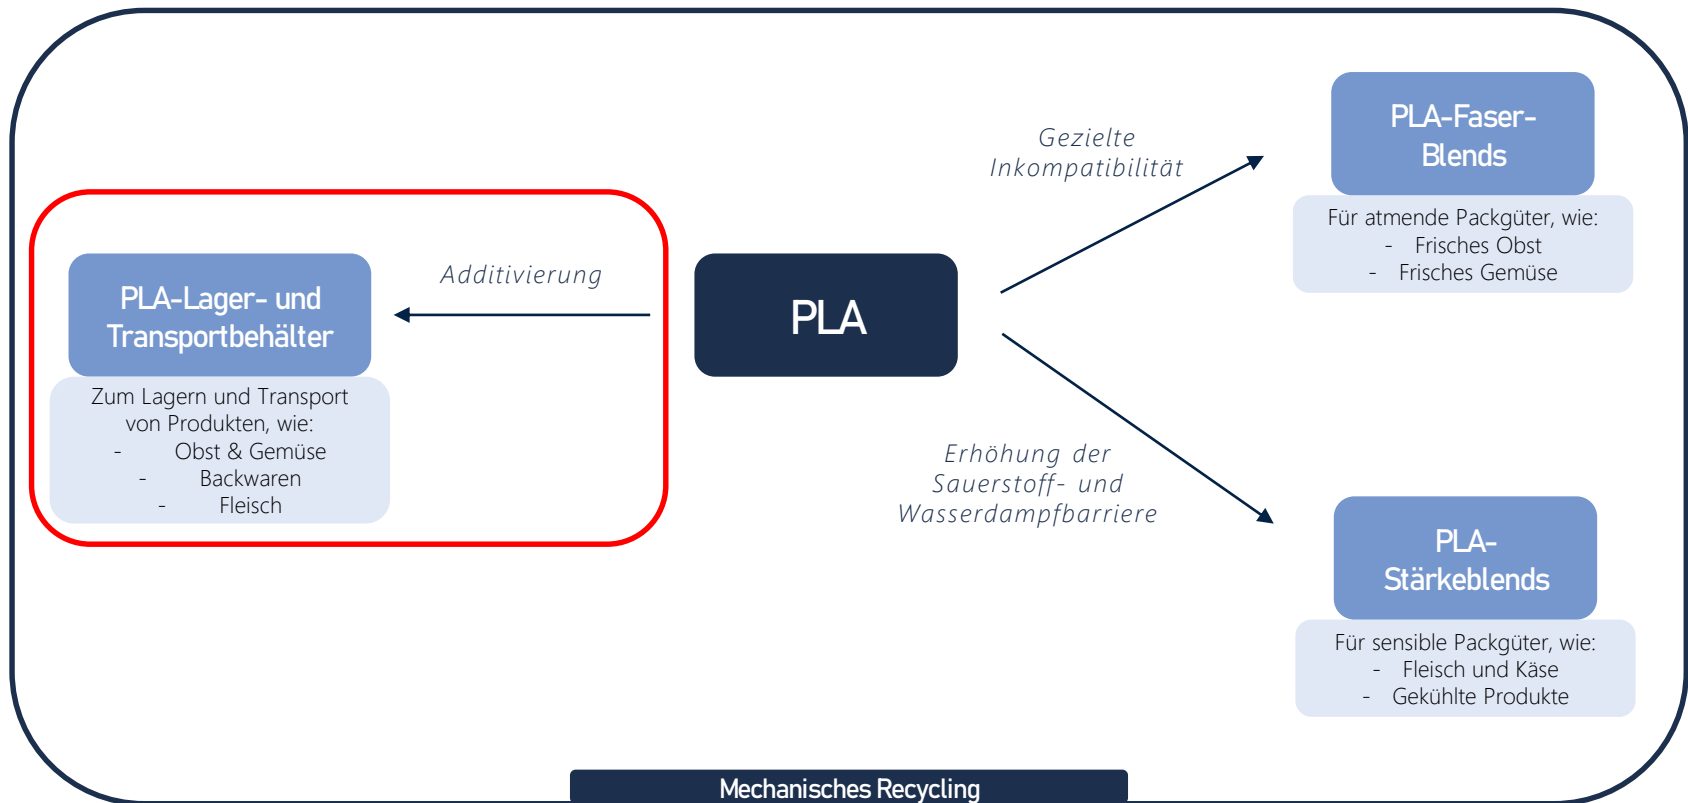 Gezielte
Inkompatibilität
PLA-Faser-
Blends
Für atmende Packgüter, wie:
- Frisches Obst
- Frisches Gemüse
PLA-Lager- und
Transportbehälter
Zum Lagern und Transport
von Produkten, wie:
- Obst & Gemüse
- Backwaren
- Fleisch
Additivierung
PLA
Erhöhung der
Sauerstoff- und
Wasserdampfbarriere
PLA-
Stärkeblends
Für sensible Packgüter, wie:
- Fleisch und Käse
- Gekühlte Produkte
Mechanisches Recycling